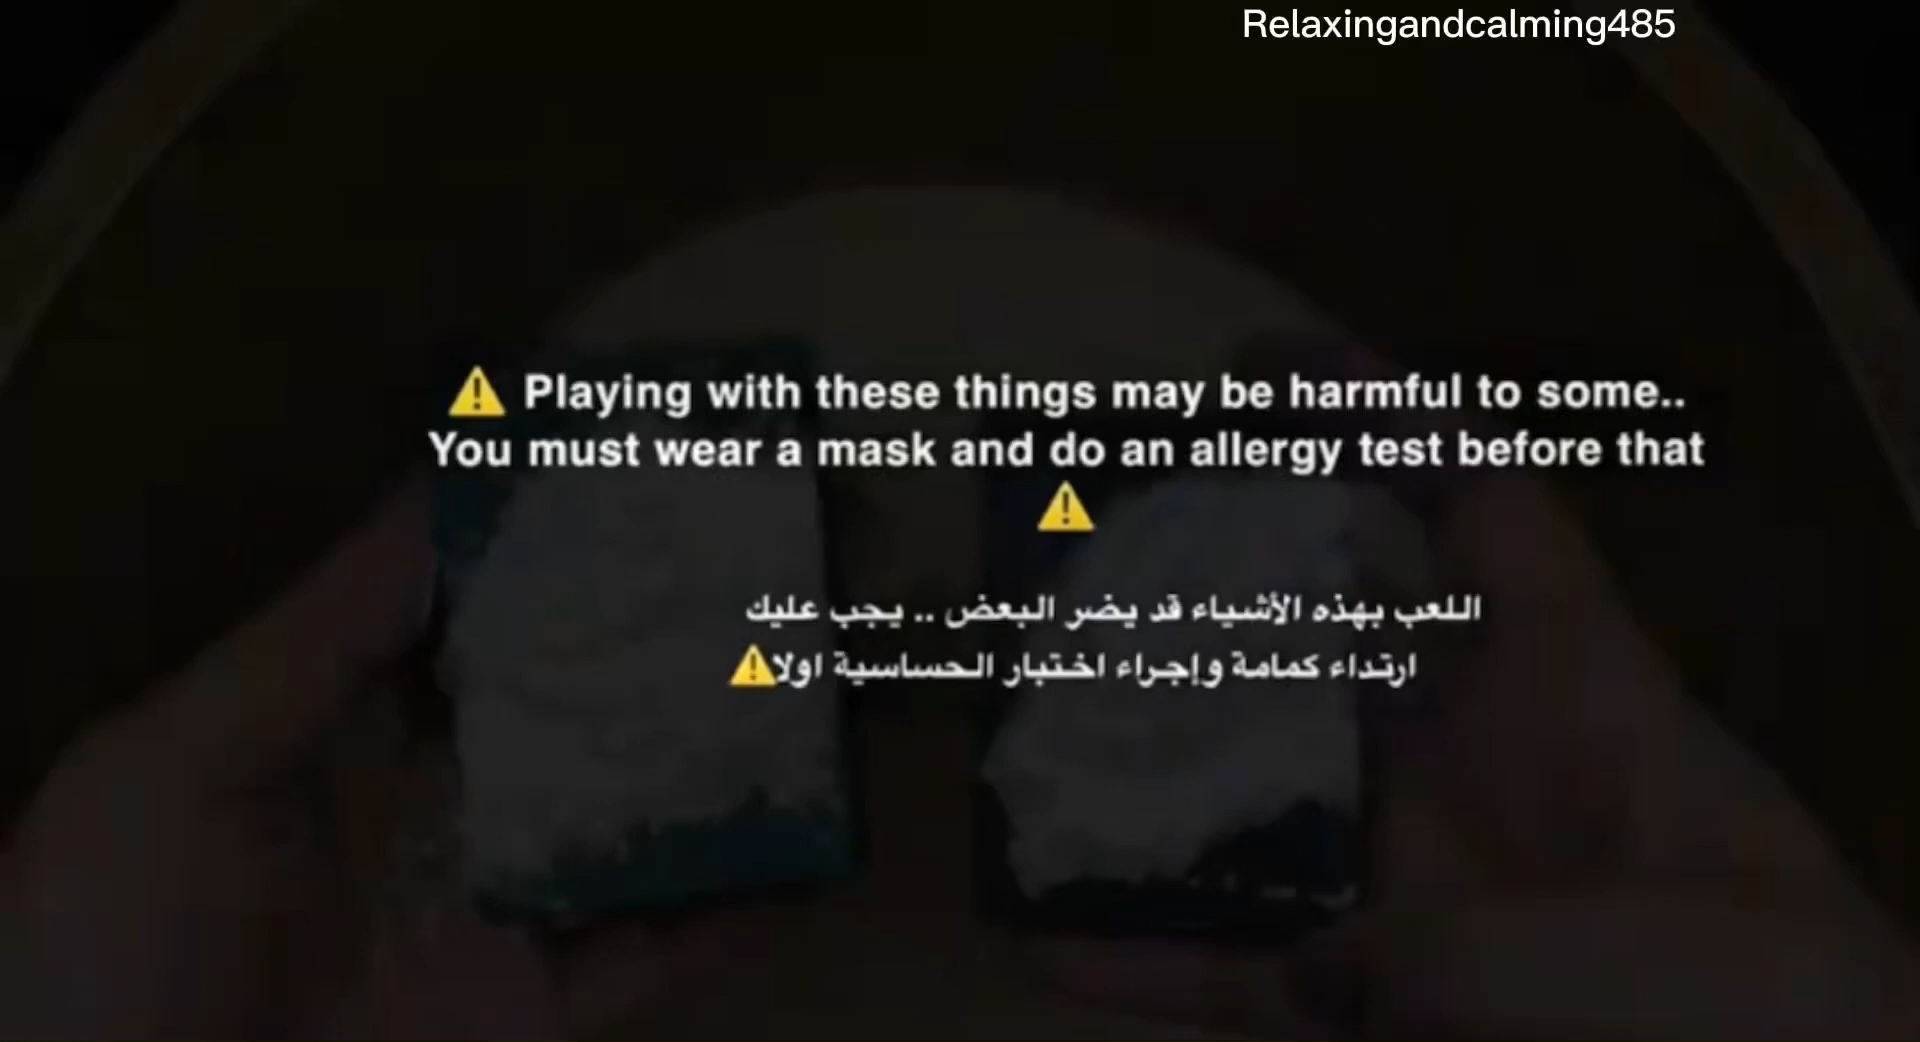 Relaxingandcalming485
⚠️ Playing with these things may be harmful to some..
You must wear a mask and do an allergy test before that
⚠️
اللعب بهذه الأشياء قد يضر البعض .. يجب عليك
ارتداء كمامة وإجراء اختبار الحساسية اولا⚠️